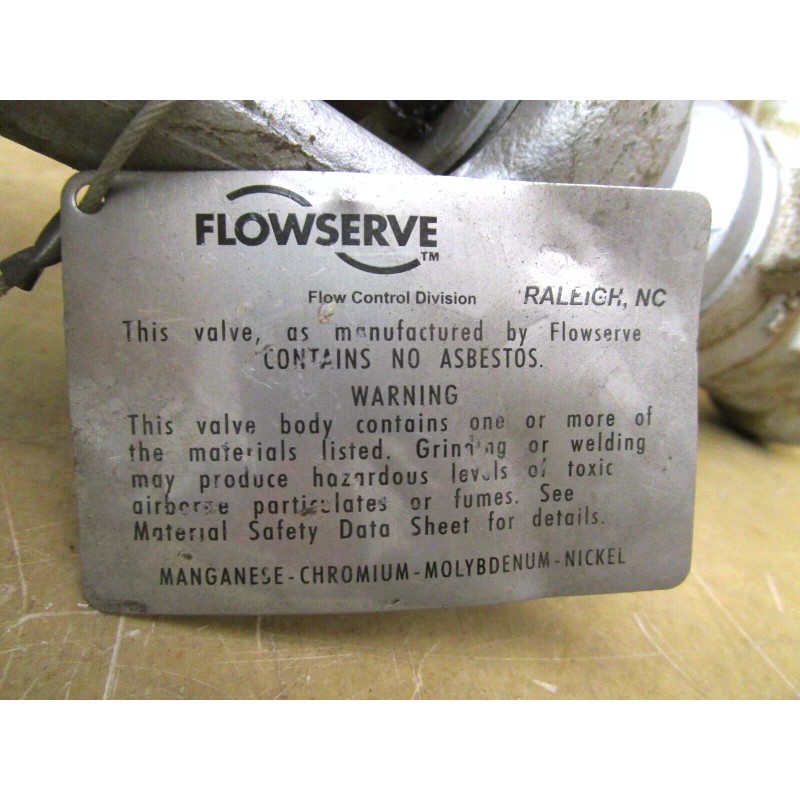 FLOWSERVE™
Flow Control Division RALEIGH, NC
This valve, as manufactured by Flowserve
CONTAINS NO ASBESTOS.
WARNING
This valve body contains one or more of
the materials listed. Grinding or welding
may produce hazardous levels of toxic
airborne particulates or fumes. See
Material Safety Data Sheet for details.
MANGANESE-CHROMIUM-MOLYBDENUM-NICKEL